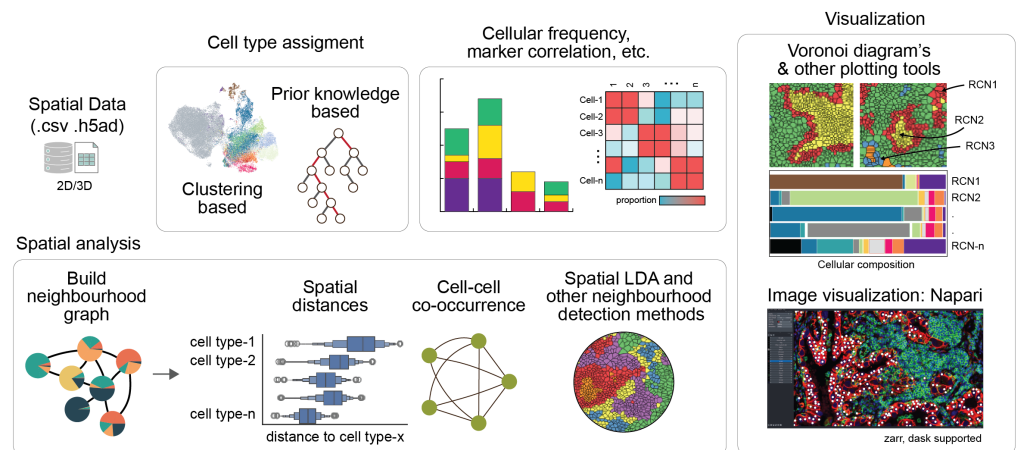 Visualization
Cell type assigment
Cellular frequency,
marker correlation, etc.
Spatial Data
(.csv .h5ad)
2D/3D
Prior knowledge
based
Clustering
based
1
2
3
...
n
Cell-1
Cell-2
Cell-3
...
Cell-n
proportion
Voronoi diagram's
& other plotting tools
RCN1
RCN2
RCN3
RCN1
RCN2
.
.
RCN-n
Cellular composition
Spatial analysis
Build
neighbourhood
graph
Spatial
distances
cell type-1
cell type-2
cell type-n
distance to cell type-x
Cell-cell
co-occurrence
Spatial LDA and
other neighbourhood
detection methods
Image visualization: Napari
zarr, dask supported